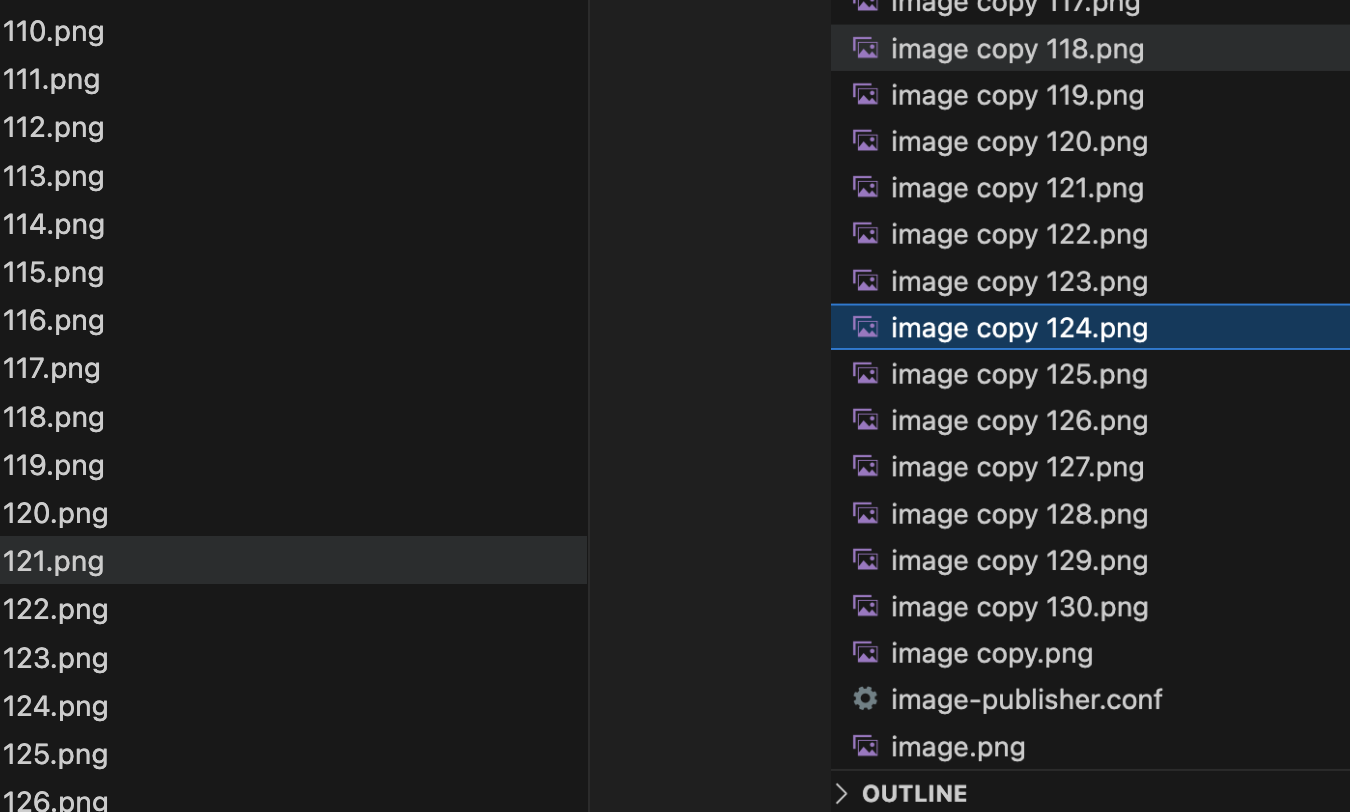 110.png
111.png
112.png
113.png
114.png
115.png
116.png
117.png
118.png
119.png
120.png
121.png
122.png
123.png
124.png
125.png
126.png
image copy 117.png
image copy 118.png
image copy 119.png
image copy 120.png
image copy 121.png
image copy 122.png
image copy 123.png
image copy 124.png
image copy 125.png
image copy 126.png
image copy 127.png
image copy 128.png
image copy 129.png
image copy 130.png
image copy.png
image-publisher.conf
image.png
OUTLINE